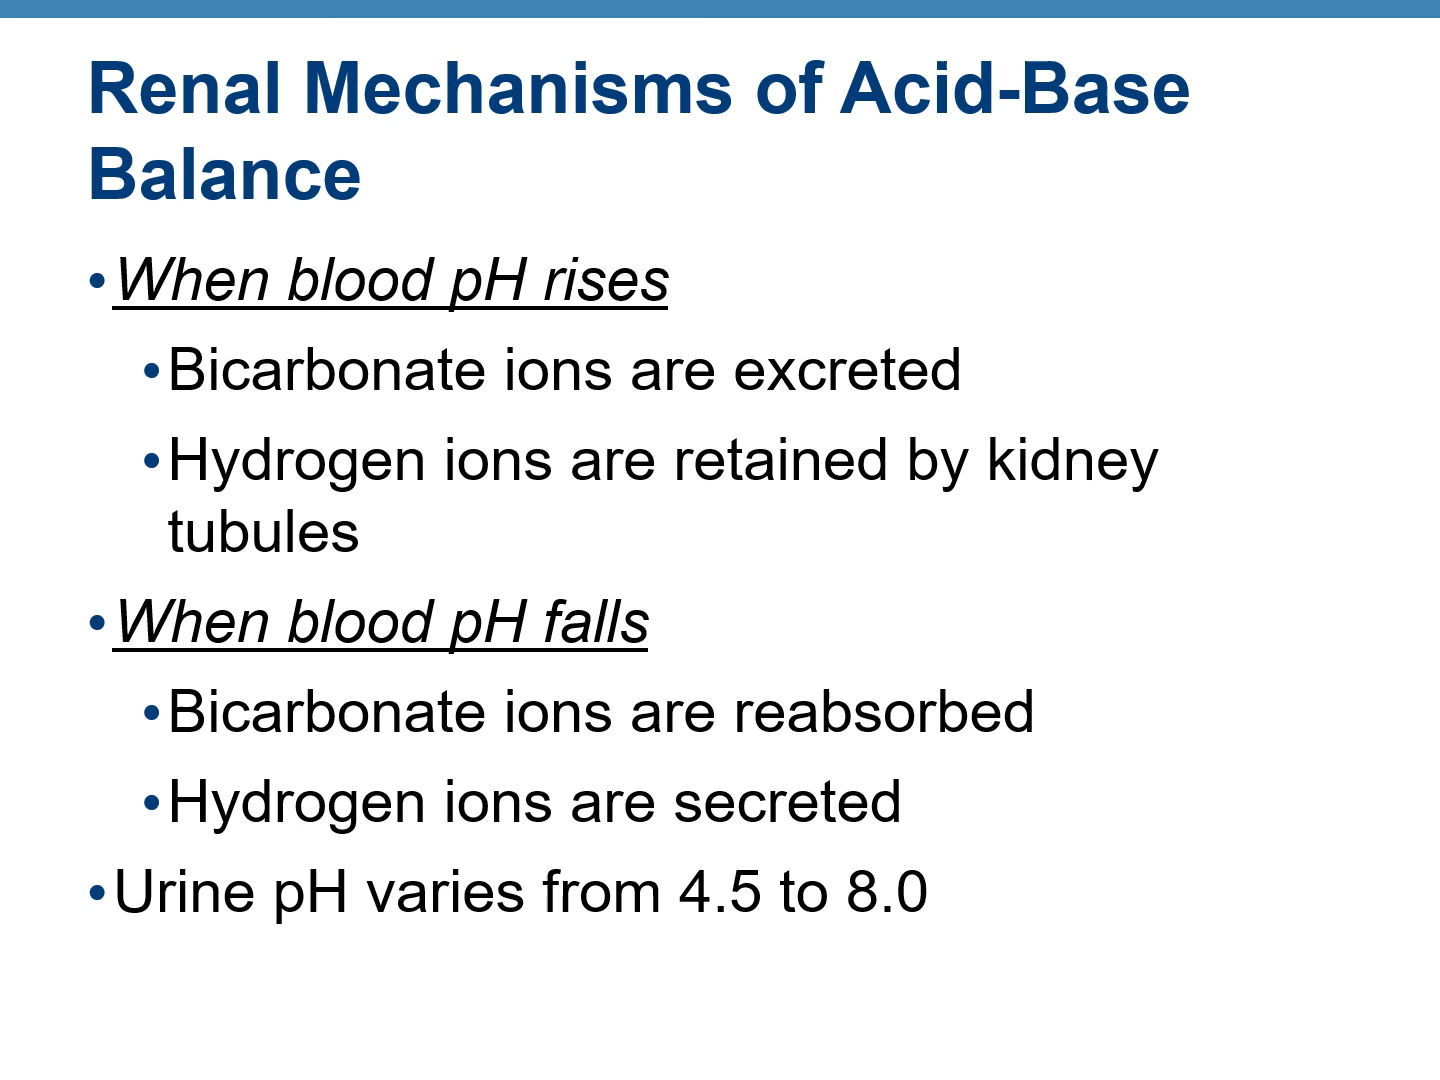 Renal Mechanisms of Acid-Base
Balance
•When blood pH rises
•Bicarbonate ions are excreted
•Hydrogen ions are retained by kidney
tubules
•When blood pH falls
•Bicarbonate ions are reabsorbed
•Hydrogen ions are secreted
•Urine pH varies from 4.5 to 8.0